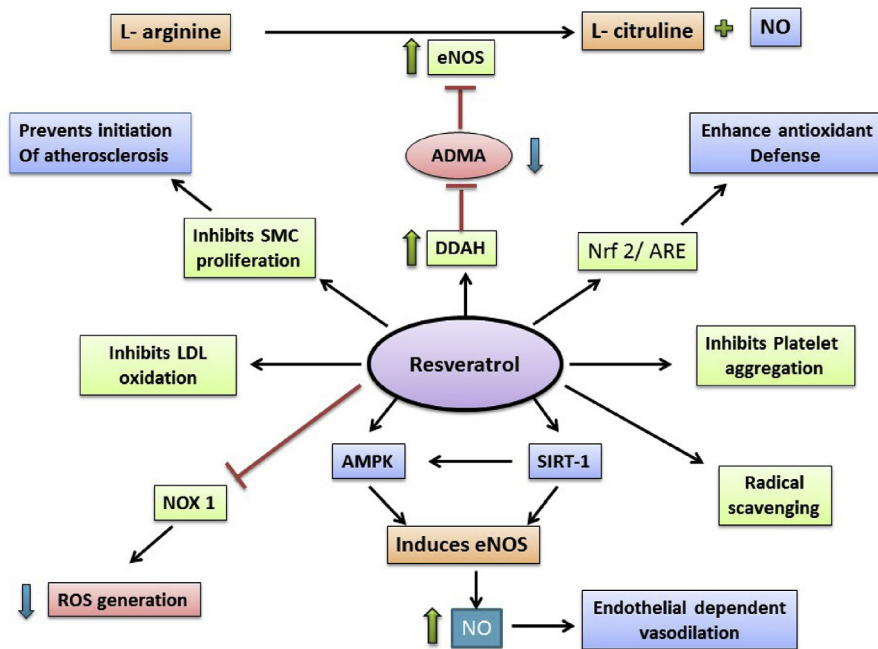 L- arginine
L- citruline
NO
eNOS
Prevents initiation
Of atherosclerosis
ADMA
Enhance antioxidant
Defense
Inhibits SMC
proliferation
DDAH
Nrf 2/ ARE
Inhibits LDL
oxidation
Resveratrol
Inhibits Platelet
aggregation
AMPK
SIRT-1
NOX 1
Radical
scavenging
Induces eNOS
ROS generation
NO
Endothelial dependent
vasodilation